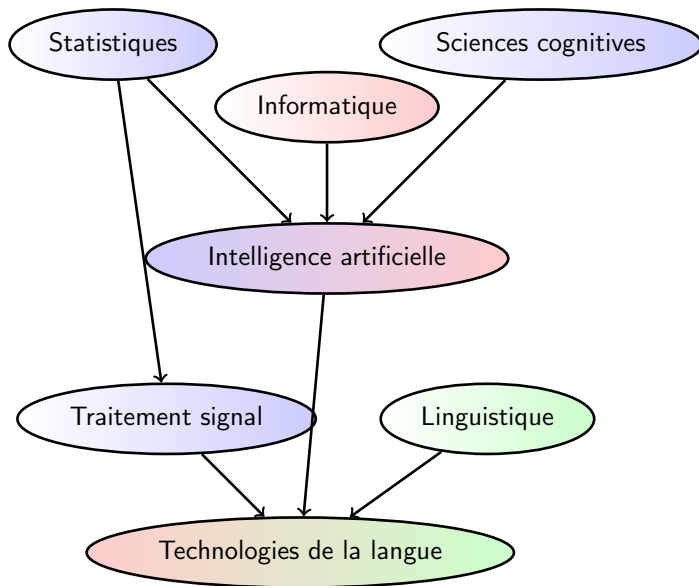 Statistiques
Sciences cognitives
Informatique
Intelligence artificielle
Traitement signal
Linguistique
Technologies de la langue